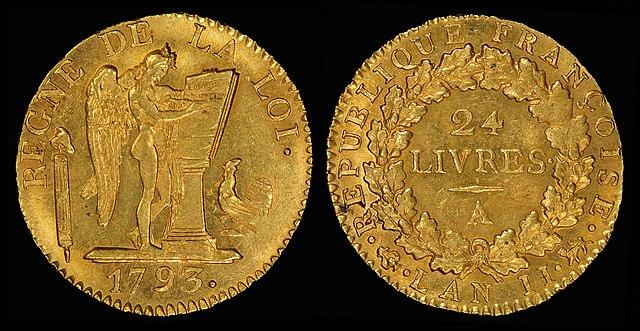 REGNE DE LA LOI.
1793.
REPUBLIQUE FRANÇOISE.
24
LIVRES.
A
L'AN II.